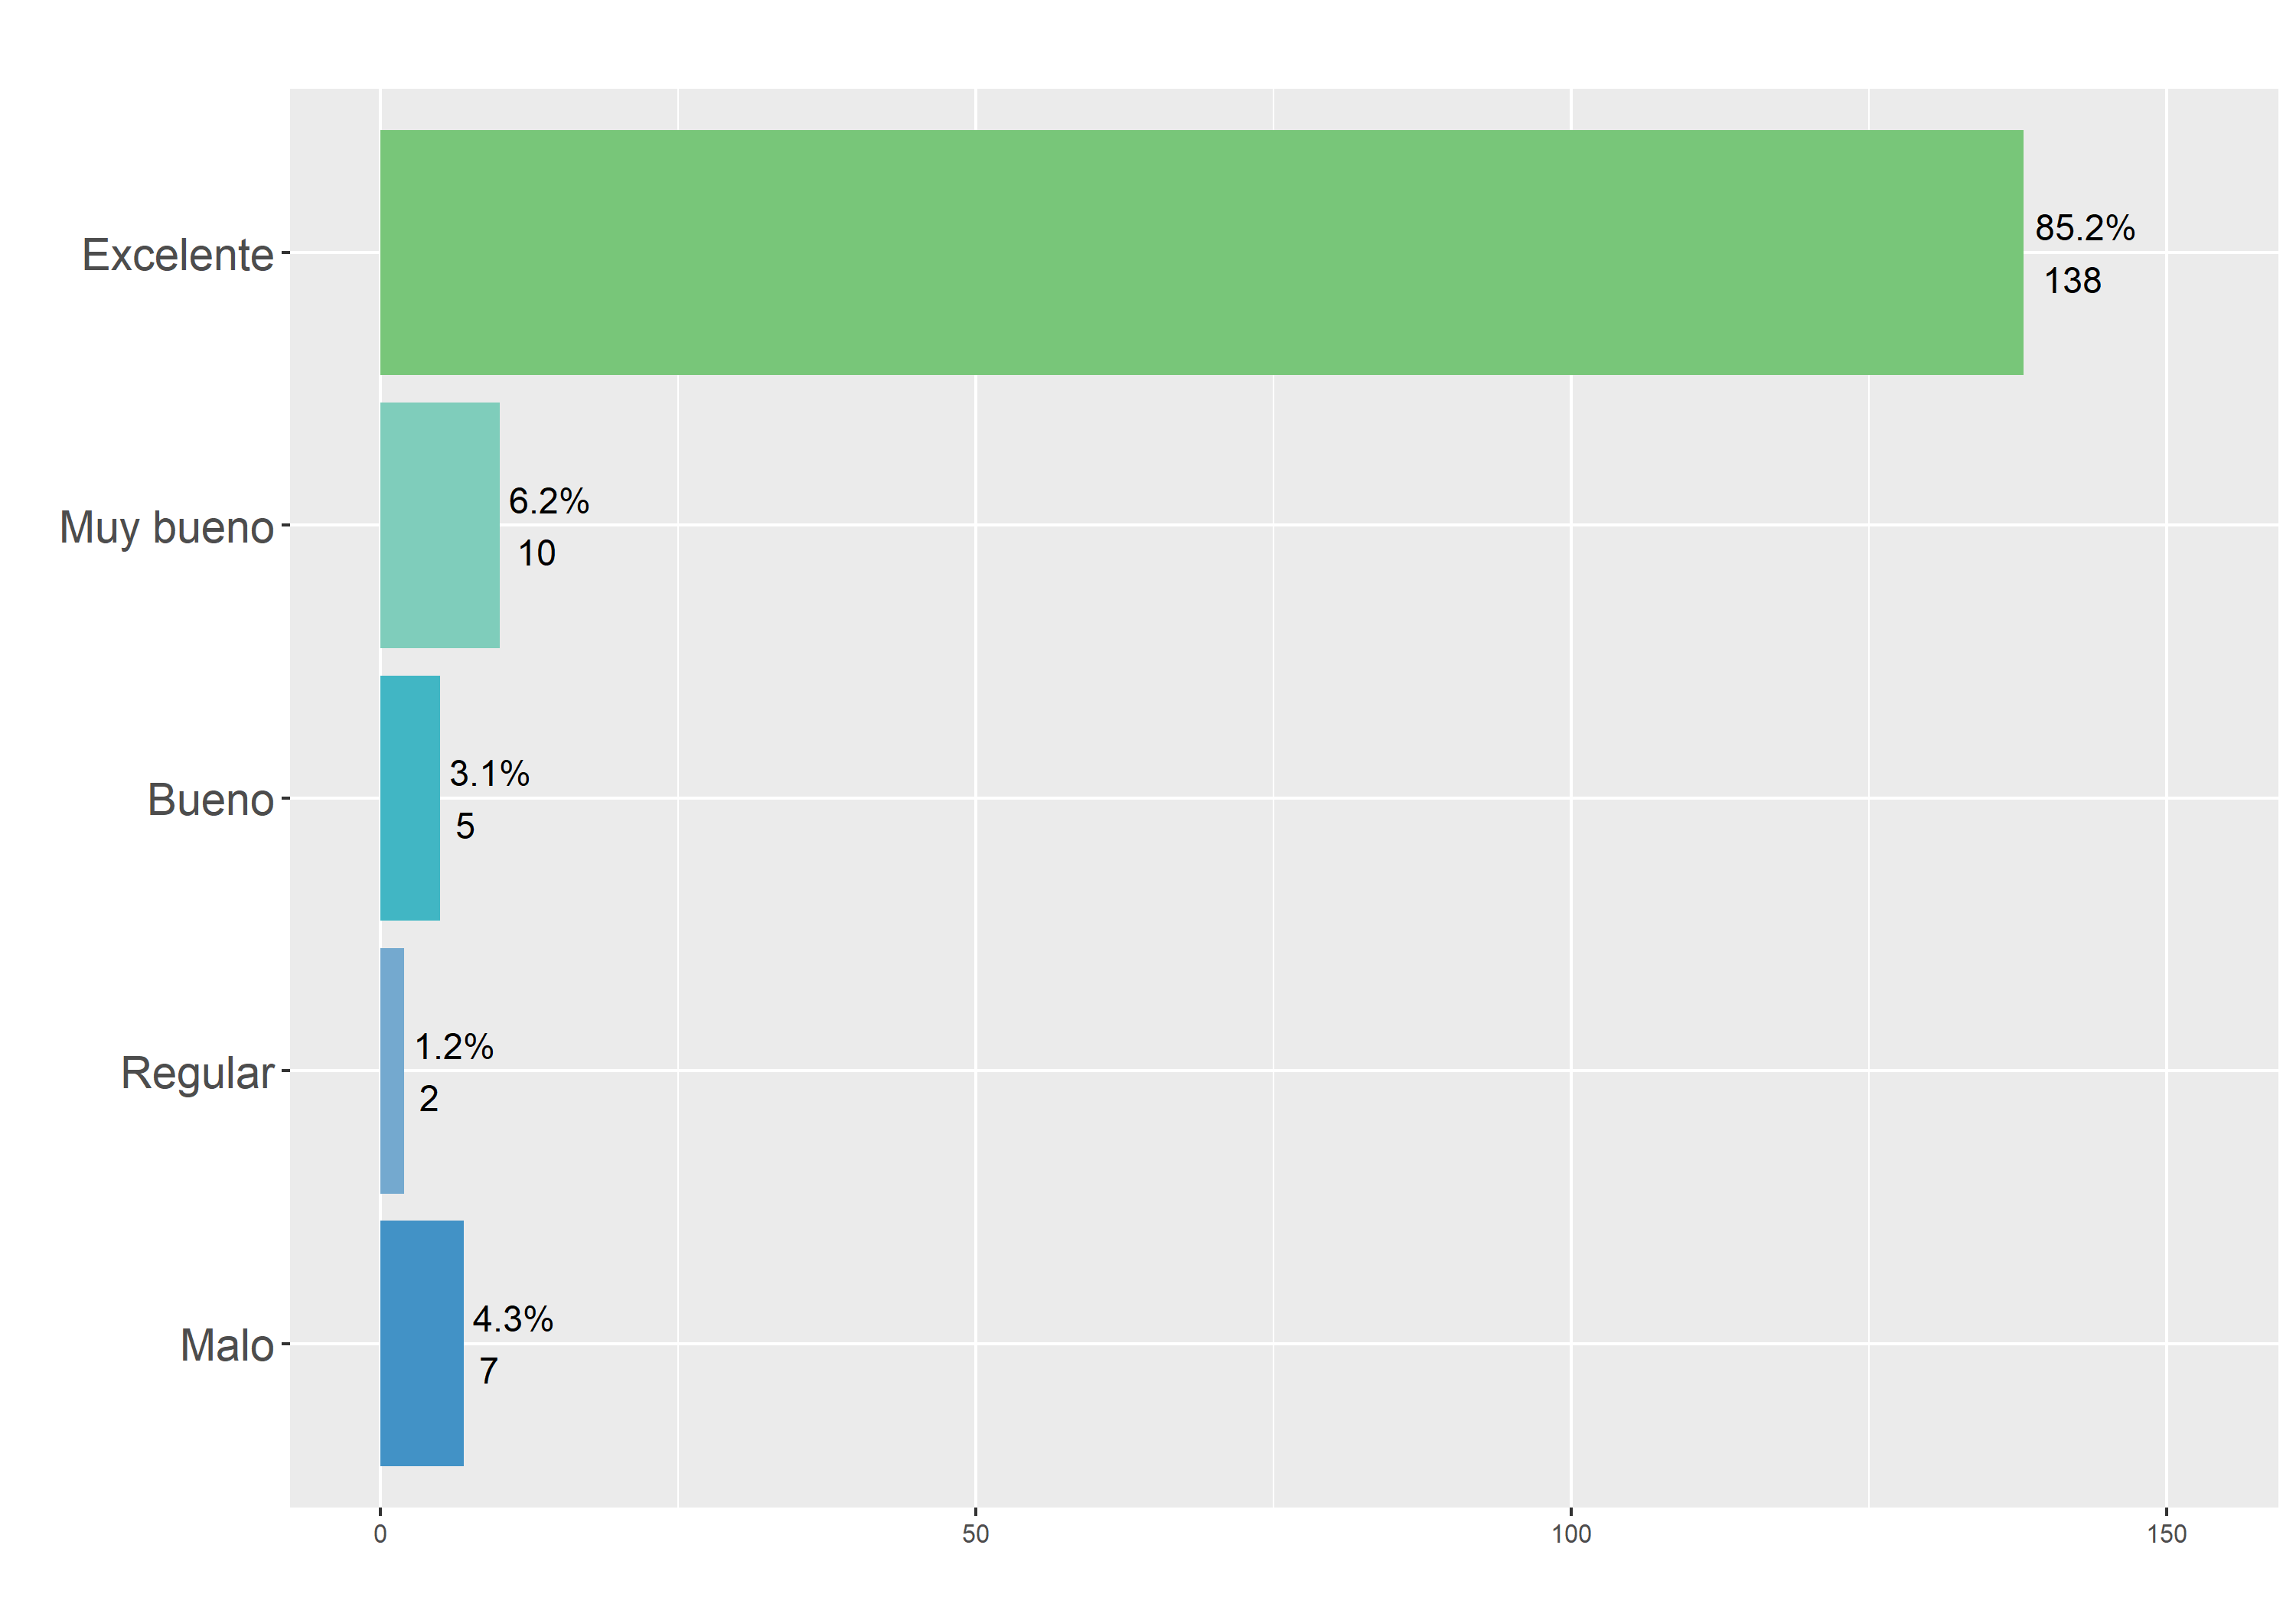 Excelente
85.2%
138
Muy bueno
6.2%
10
Bueno
3.1%
5
Regular
1.2%
2
Malo
4.3%
7
0 50 100 150